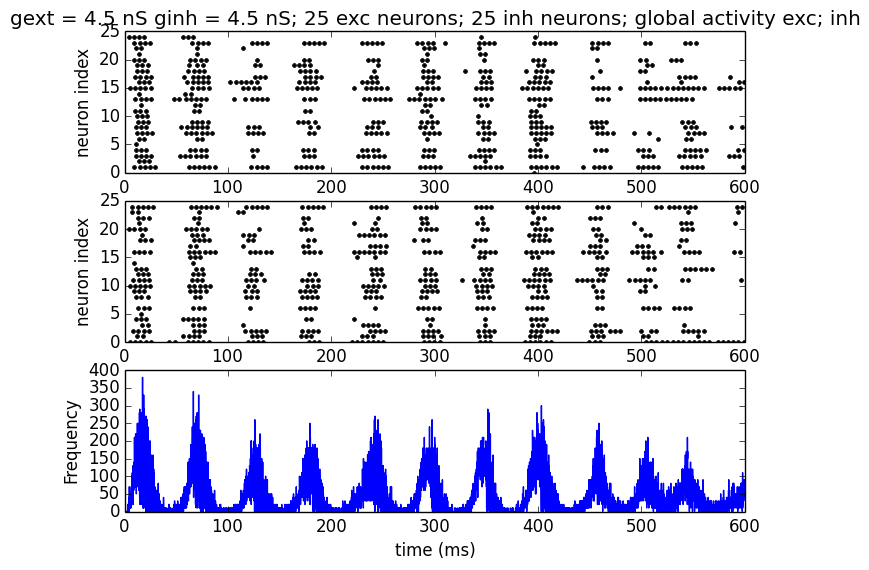 gext = 4.5 nS ginh = 4.5 nS; 25 exc neurons; 25 inh neurons; global activity exc; inh
25
20
15
10
5
0
neuron index
0 100 200 300 400 500 600
25
20
15
10
5
0
neuron index
0 100 200 300 400 500 600
400
350
300
250
200
150
100
50
0
Frequency
0 100 200 300 400 500 600
time (ms)